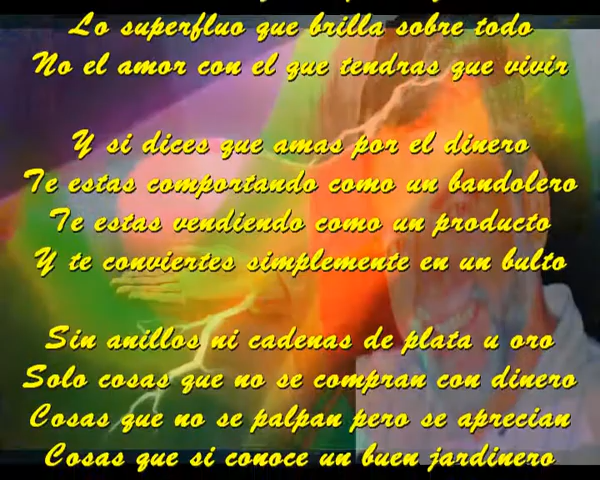 Lo superfluo que brilla sobre todo
No el amor con el que tendras que vivir
Y si dices que amas por el dinero
Te estas comportando como un bandolero
Te estas vendiendo como un producto
Y te conviertes simplemente en un bulto
Sin anillos ni cadenas de plata u oro
Solo cosas que no se compran con dinero
Cosas que no se palpan pero se aprecian
Cosas que si conoce un buen jardinero